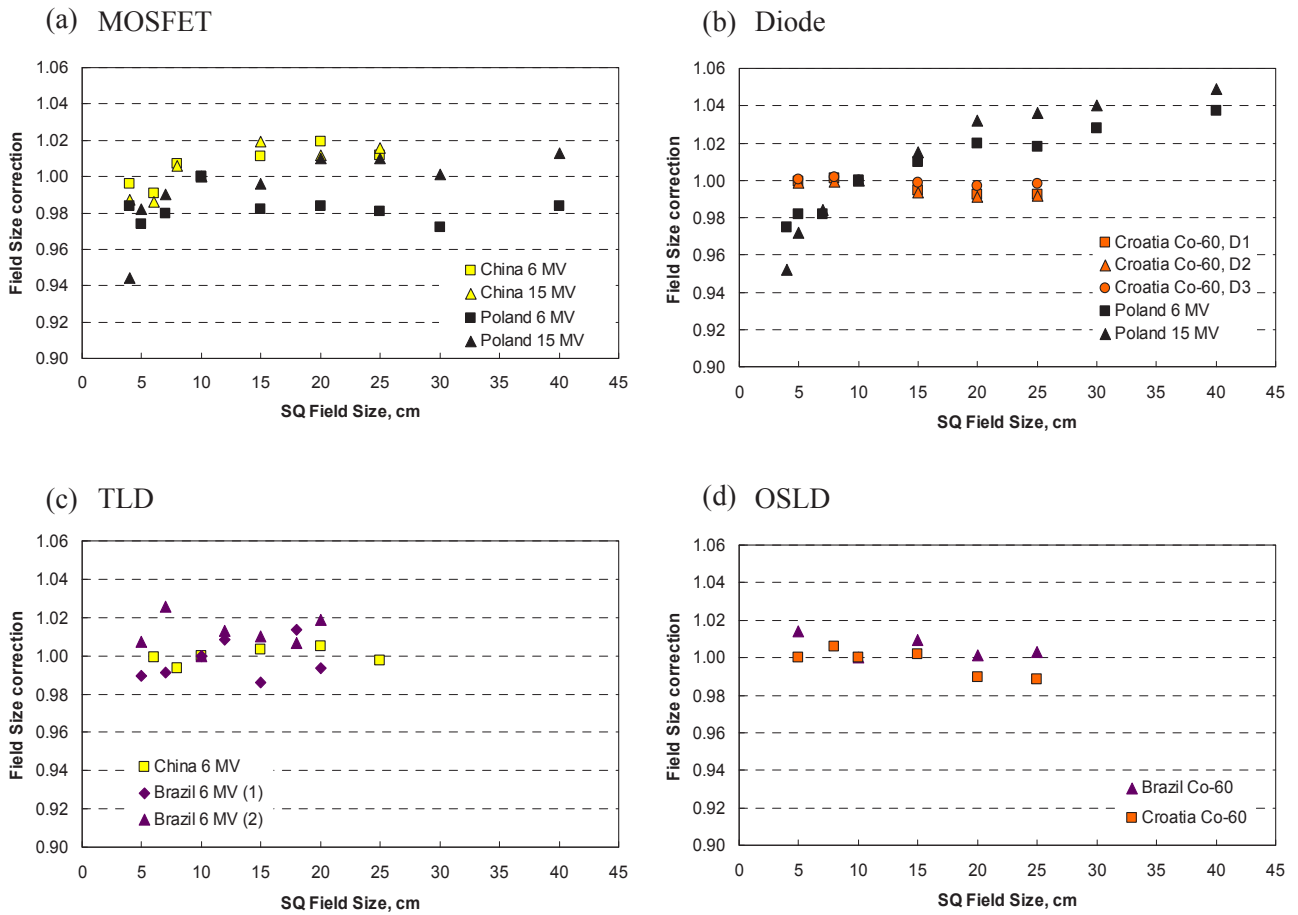 (a) MOSFET
1.06
1.04
1.02
1.00
0.98
0.96
0.94
0.92
0.90
Field Size correction
China 6 MV
China 15 MV
Poland 6 MV
Poland 15 MV
0 5 10 15 20 25 30 35 40 45
SQ Field Size, cm
(b) Diode
1.06
1.04
1.02
1.00
0.98
0.96
0.94
0.92
0.90
Field Size correction
Croatia Co-60, D1
Croatia Co-60, D2
Croatia Co-60, D3
Poland 6 MV
Poland 15 MV
0 5 10 15 20 25 30 35 40 45
SQ Field Size, cm
(c) TLD
1.06
1.04
1.02
1.00
0.98
0.96
0.94
0.92
0.90
Field Size correction
China 6 MV
Brazil 6 MV (1)
Brazil 6 MV (2)
0 5 10 15 20 25 30 35 40 45
SQ Field Size, cm
(d) OSLD
1.06
1.04
1.02
1.00
0.98
0.96
0.94
0.92
0.90
Field Size correction
Brazil Co-60
Croatia Co-60
0 5 10 15 20 25 30 35 40 45
SQ Field Size, cm